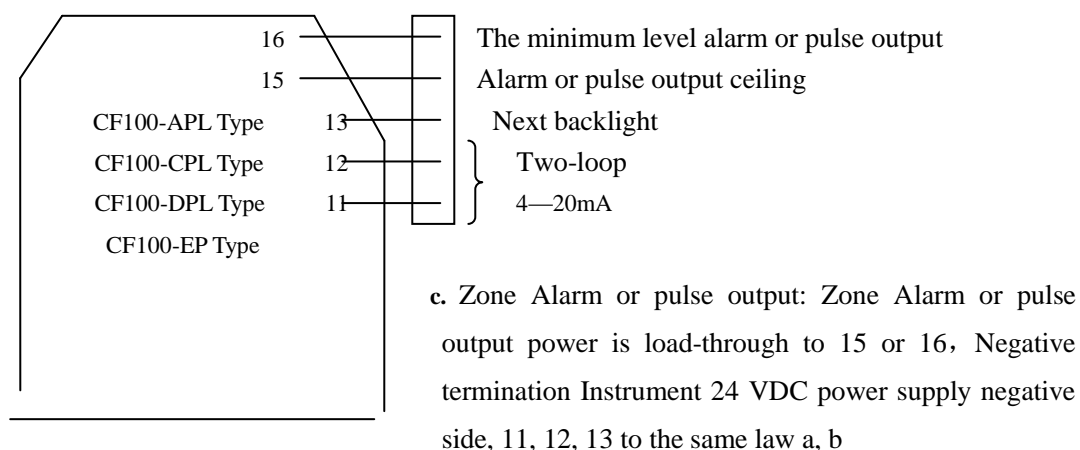 16 The minimum level alarm or pulse output
15 Alarm or pulse output ceiling
CF100-APL Type 13 Next backlight
CF100-CPL Type 12 Two-loop
CF100-DPL Type 11 4—20mA
CF100-EP Type
c. Zone Alarm or pulse output: Zone Alarm or pulse
output power is load-through to 15 or 16，Negative
termination Instrument 24 VDC power supply negative
side, 11, 12, 13 to the same law a, b